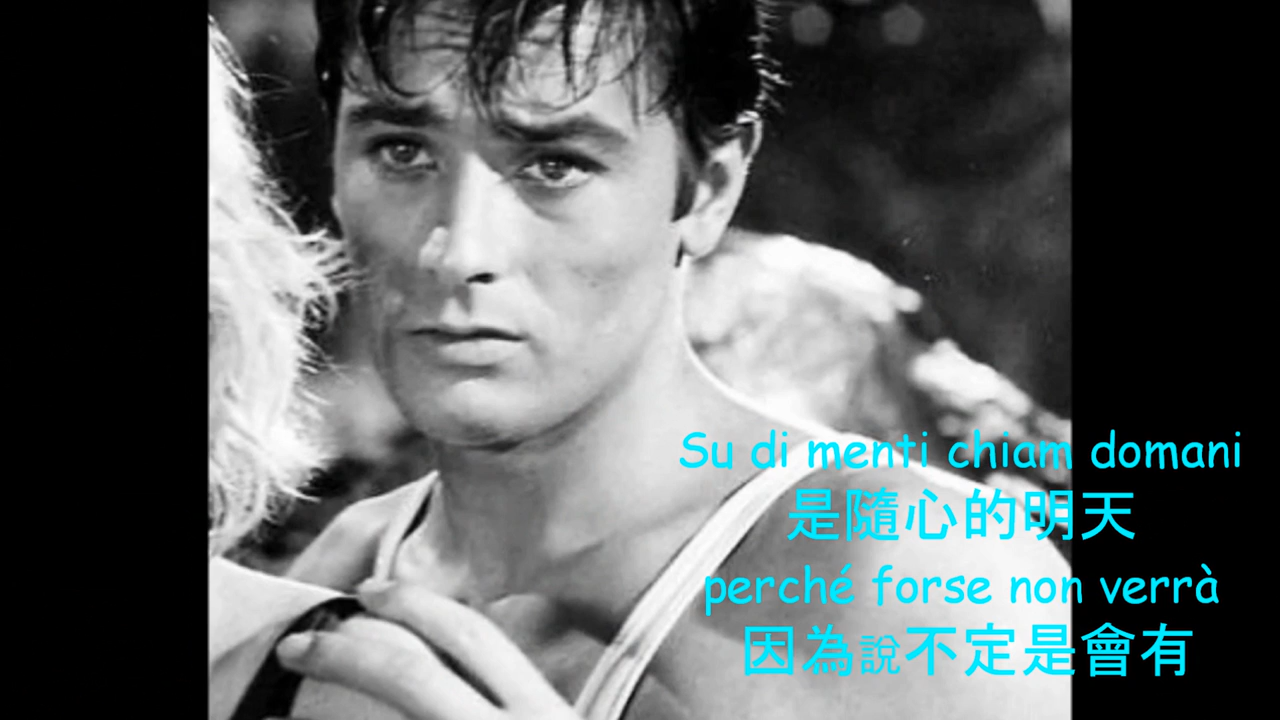 Su di menti chiam domani
是隨心的明天
perché forse non verrà
因為說不定是會有